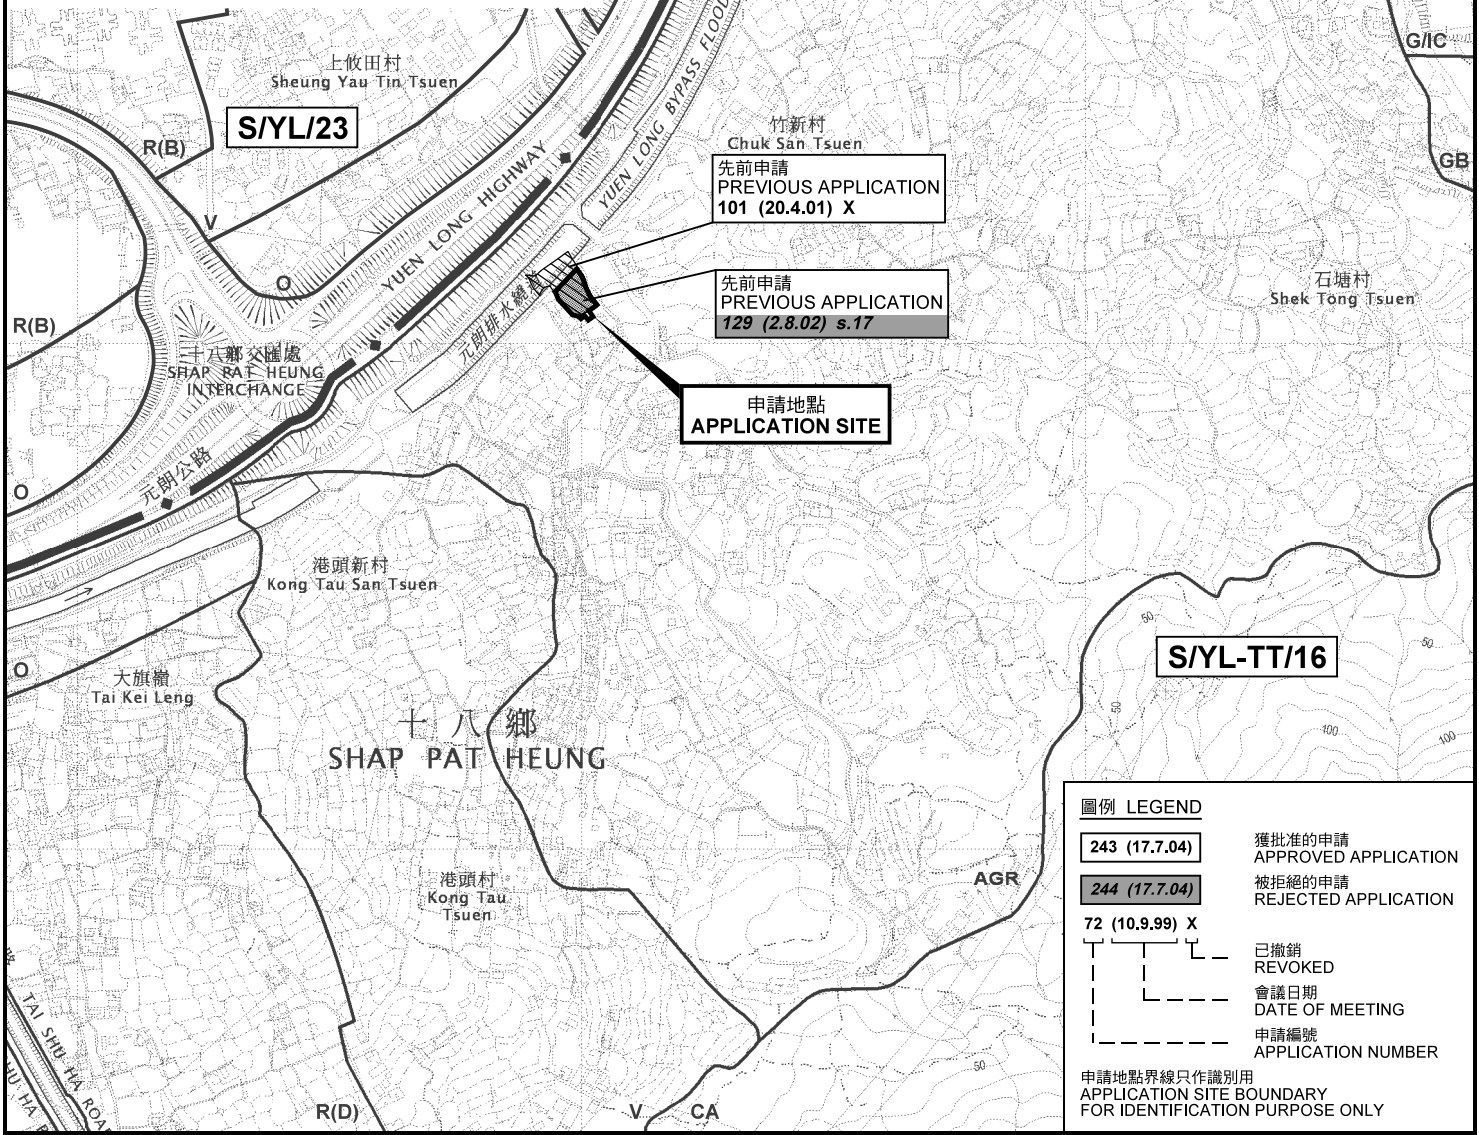 上攸田村
Sheung Yau Tin Tsuen
S/YL/23
R(B)
V
O
R(B)
YUEN LONG HIGHWAY
YUEN LONG BYPASS FLOOD
竹新村
Chuk San Tsuen
G/IC
GB
先前申請
PREVIOUS APPLICATION
101 (20.4.01) X
先前申請
PREVIOUS APPLICATION
129 (2.8.02) s.17
石塘村
Shek Tong Tsuen
元朗排水繞道
十八鄉交匯處
SHAP PAT HEUNG
INTERCHANGE
申請地點
APPLICATION SITE
元朗公路
O
港頭新村
Kong Tau San Tsuen
O
大旗嶺
Tai Kei Leng
50
50
50
100
100
S/YL-TT/16
十八鄉
SHAP PAT HEUNG
港頭村
Kong Tau
Tsuen
AGR
路
TAI SHU HA ROAD
SHU HA R
R(D)
V
CA
50
圖例 LEGEND
243 (17.7.04)
獲批准的申請
APPROVED APPLICATION
244 (17.7.04)
被拒絕的申請
REJECTED APPLICATION
72 (10.9.99) X
已撤銷
REVOKED
會議日期
DATE OF MEETING
申請編號
APPLICATION NUMBER
申請地點界線只作識別用
APPLICATION SITE BOUNDARY
FOR IDENTIFICATION PURPOSE ONLY